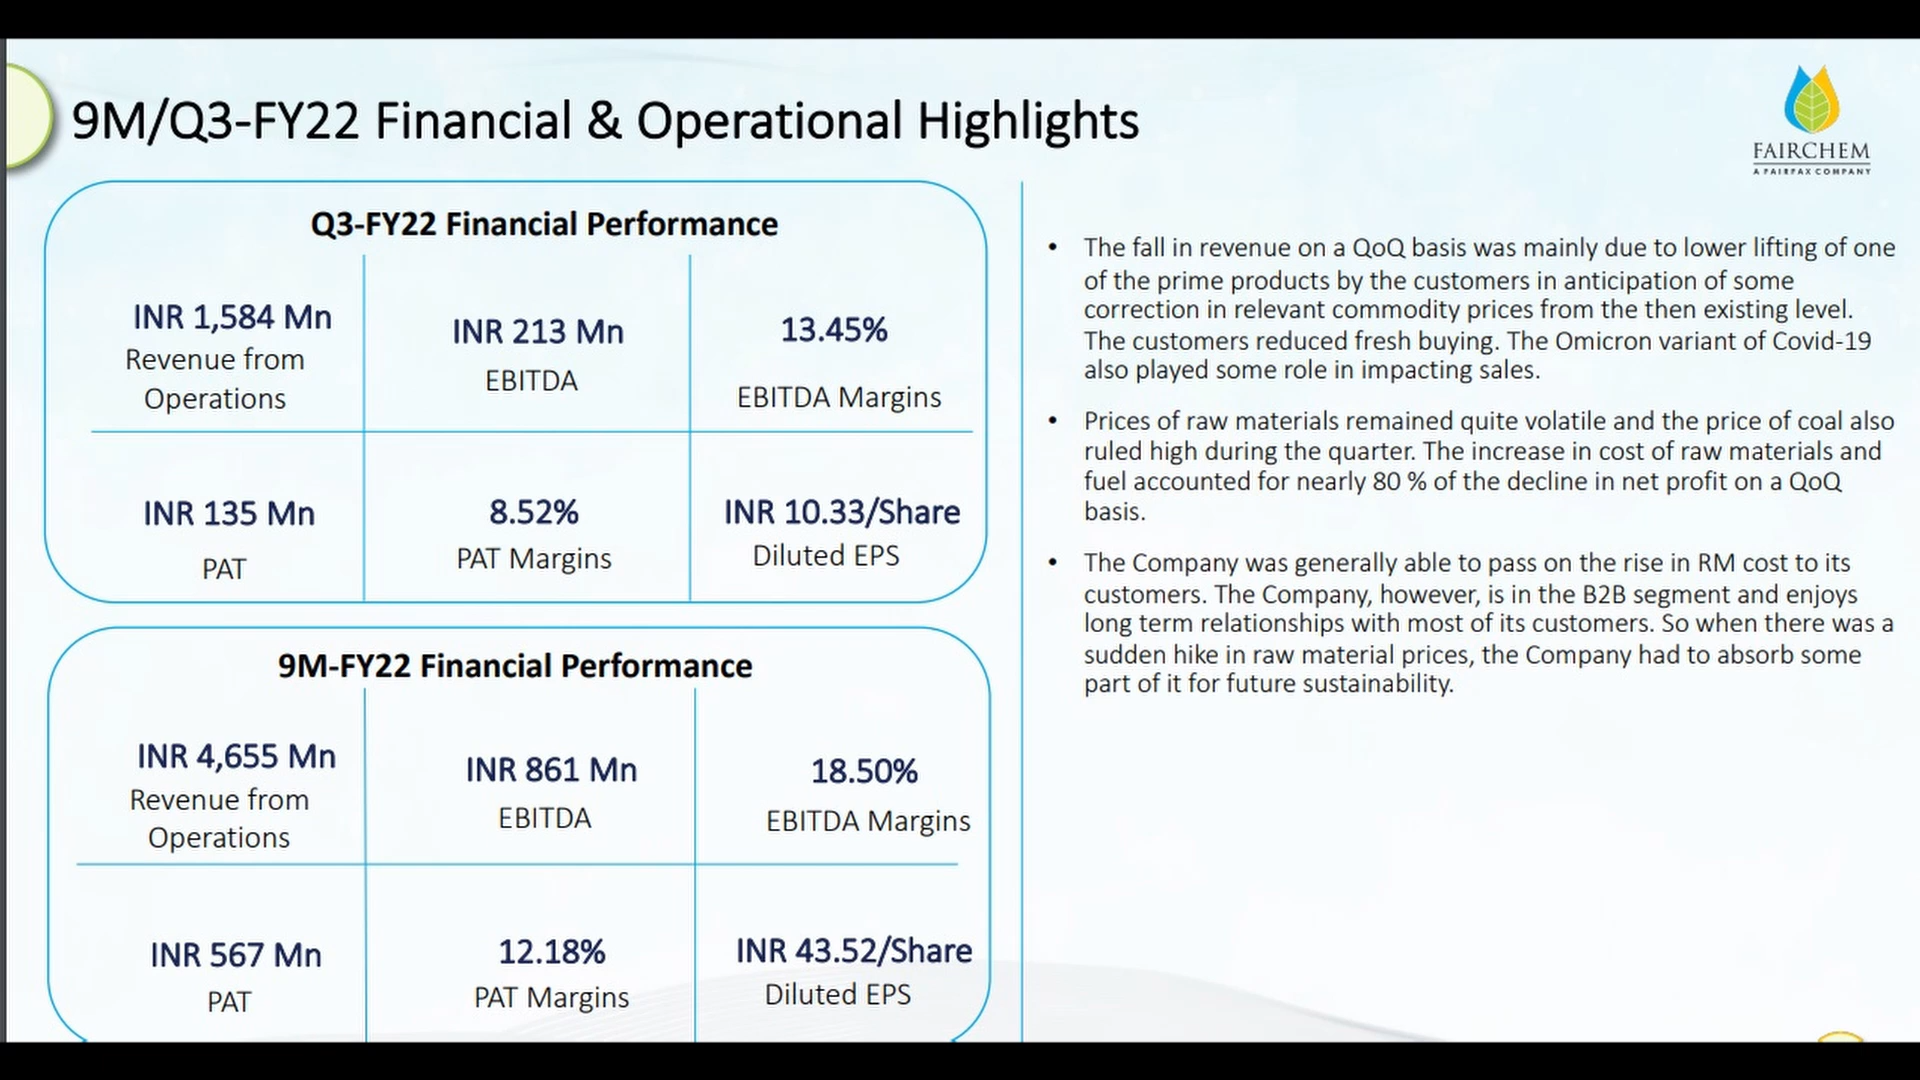 9M/Q3-FY22 Financial & Operational Highlights
FAIRCHEM
A FAIRFAX COMPANY
Q3-FY22 Financial Performance
INR 1,584 Mn
Revenue from
Operations
INR 213 Mn
EBITDA
13.45%
EBITDA Margins
INR 135 Mn
PAT
8.52%
PAT Margins
INR 10.33/Share
Diluted EPS
9M-FY22 Financial Performance
INR 4,655 Mn
Revenue from
Operations
INR 861 Mn
EBITDA
18.50%
EBITDA Margins
INR 567 Mn
PAT
12.18%
PAT Margins
INR 43.52/Share
Diluted EPS
• The fall in revenue on a QoQ basis was mainly due to lower lifting of one
of the prime products by the customers in anticipation of some
correction in relevant commodity prices from the then existing level.
The customers reduced fresh buying. The Omicron variant of Covid-19
also played some role in impacting sales.
• Prices of raw materials remained quite volatile and the price of coal also
ruled high during the quarter. The increase in cost of raw materials and
fuel accounted for nearly 80 % of the decline in net profit on a QoQ
basis.
• The Company was generally able to pass on the rise in RM cost to its
customers. The Company, however, is in the B2B segment and enjoys
long term relationships with most of its customers. So when there was a
sudden hike in raw material prices, the Company had to absorb some
part of it for future sustainability.